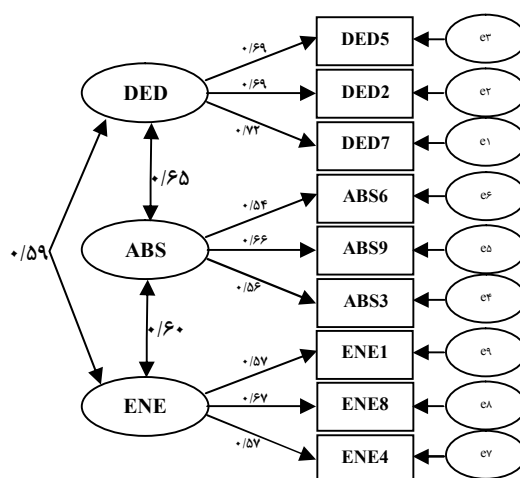 DED5
e۳
۰/۶۹
DED
۰/۶۹
DED2
e۲
۰/۷۲
DED7
e۱
۰/۶۵
۰/۵۴
ABS6
e۶
۰/۵۹
ABS
۰/۶۶
ABS9
e۵
۰/۵۶
ABS3
e۴
۰/۶۰
۰/۵۷
ENE1
e۹
ENE
۰/۶۷
ENE8
e۸
۰/۵۷
ENE4
e۷